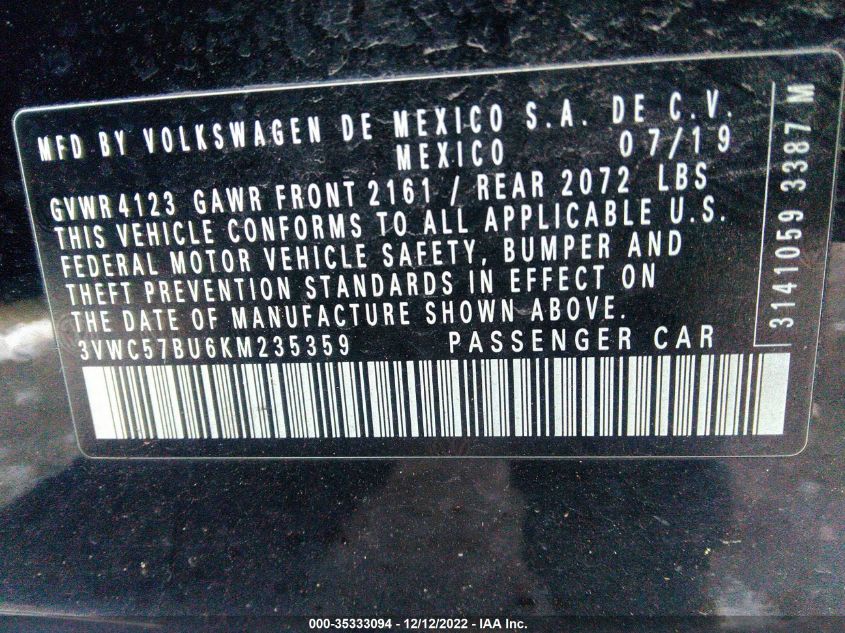 MFD BY VOLKSWAGEN DE MEXICO S.A. DE C.V.
MEXICO 07/19
GVWR 4123 GAWR FRONT 2161 / REAR 2072 LBS
THIS VEHICLE CONFORMS TO ALL APPLICABLE U.S.
FEDERAL MOTOR VEHICLE SAFETY, BUMPER AND
THEFT PREVENTION STANDARDS IN EFFECT ON
THE DATE OF MANUFACTURE SHOWN ABOVE.
3VWC57BU6KM235359 PASSENGER CAR
3141059 3387 M
000-35333094 - 12/12/2022 - IAA Inc.